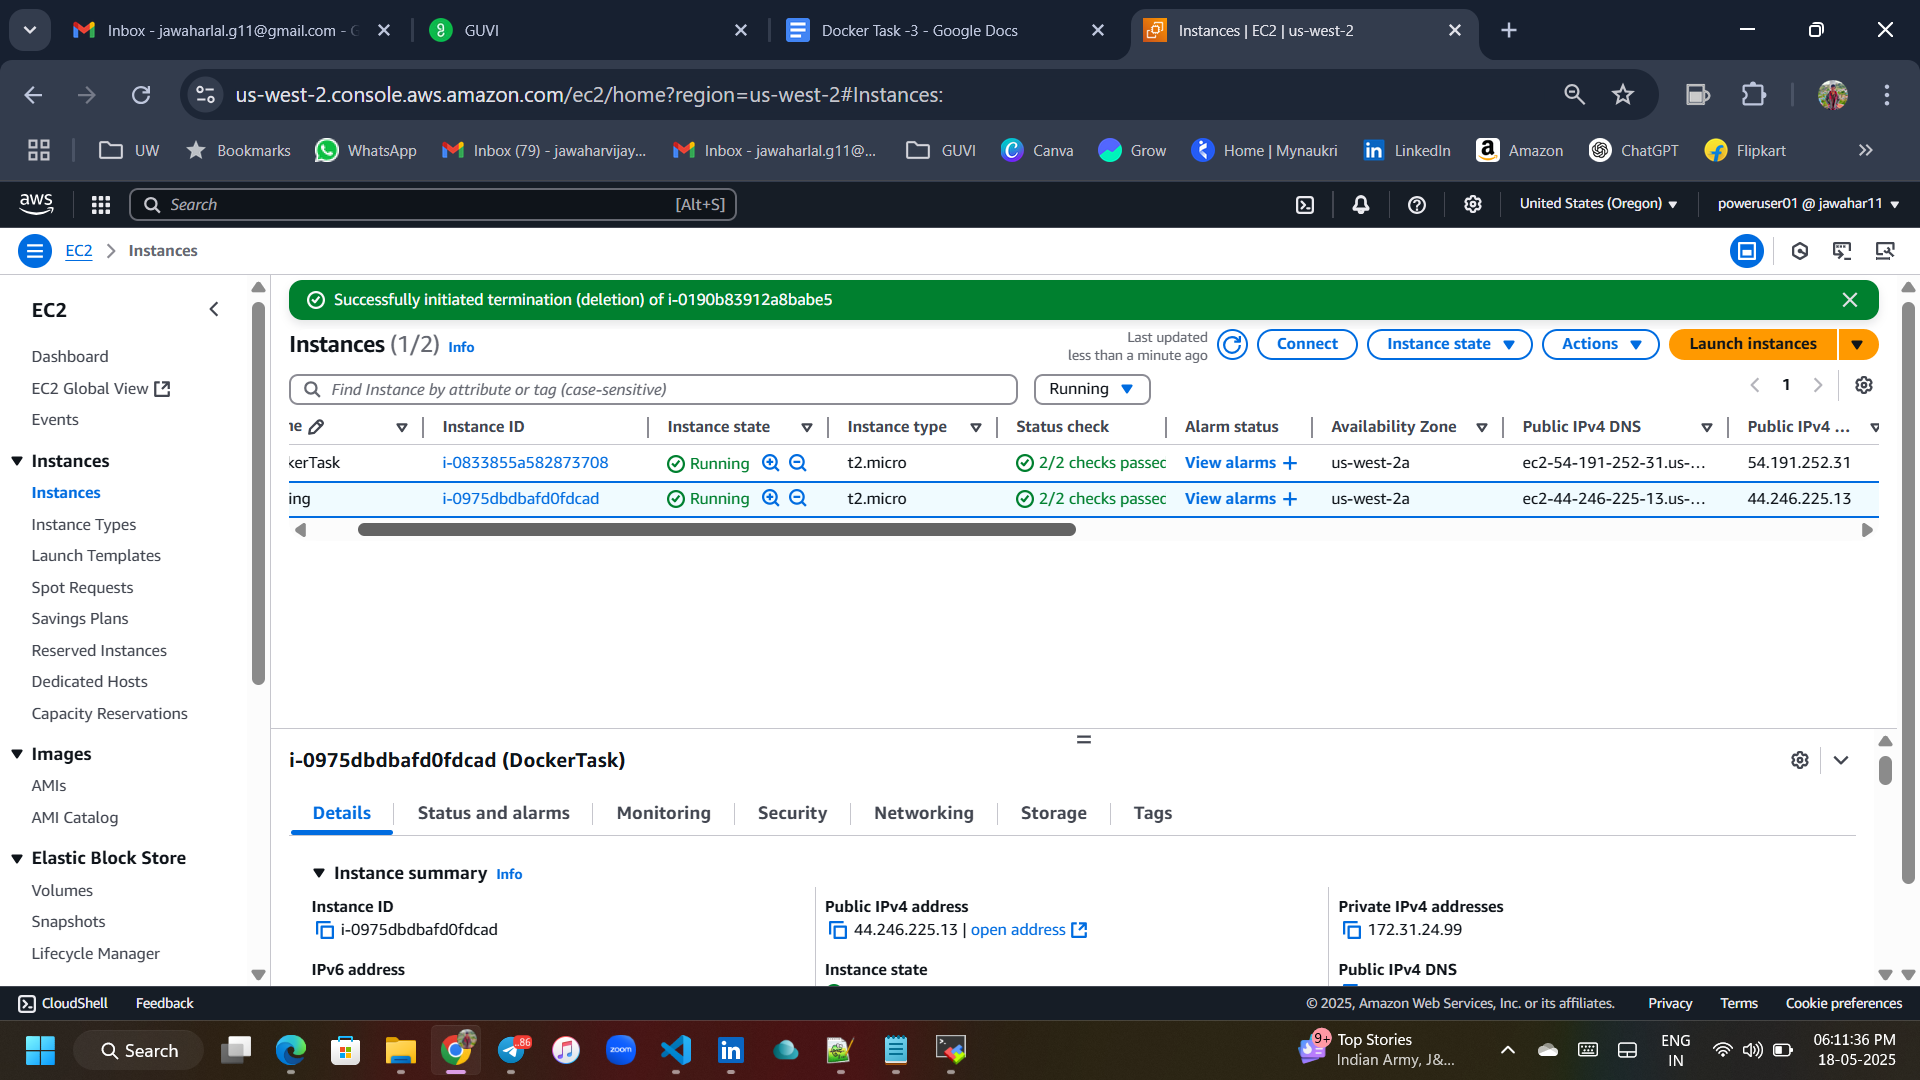 Inbox - jawaharlal.g11@gmail.com - G
GUVI
Docker Task -3 - Google Docs
Instances | EC2 | us-west-2
us-west-2.console.aws.amazon.com/ec2/home?region=us-west-2#Instances:
UW
Bookmarks
WhatsApp
Inbox (79) - jawaharvijay...
Inbox - jawaharlal.g11@...
GUVI
Canva
Grow
Home | Mynaukri
LinkedIn
Amazon
ChatGPT
Flipkart
aws
Search
[Alt+S]
United States (Oregon)
poweruser01 @ jawahar11
EC2
Instances
EC2
Dashboard
EC2 Global View
Events
Instances
Instances
Instance Types
Launch Templates
Spot Requests
Savings Plans
Reserved Instances
Dedicated Hosts
Capacity Reservations
Images
AMIs
AMI Catalog
Elastic Block Store
Volumes
Snapshots
Lifecycle Manager
Successfully initiated termination (deletion) of i-0190b83912a8babe5
Instances (1/2) Info
Last updated
less than a minute ago
Connect
Instance state
Actions
Launch instances
Find Instance by attribute or tag (case-sensitive)
Running
1
ne Instance ID Instance state Instance type Status check Alarm status Availability Zone Public IPv4 DNS Public IPv4 ...
kerTask i-0833855a582873708 Running t2.micro 2/2 checks passec View alarms + us-west-2a ec2-54-191-252-31.us-... 54.191.252.31
ing i-0975dbdbafd0fdcad Running t2.micro 2/2 checks passec View alarms + us-west-2a ec2-44-246-225-13.us-... 44.246.225.13
i-0975dbdbafd0fdcad (DockerTask)
Details
Status and alarms
Monitoring
Security
Networking
Storage
Tags
Instance summary Info
Instance ID
i-0975dbdbafd0fdcad
Public IPv4 address
44.246.225.13 | open address
Private IPv4 addresses
172.31.24.99
IPv6 address
Instance state
Public IPv4 DNS
CloudShell
Feedback
© 2025, Amazon Web Services, Inc. or its affiliates.
Privacy
Terms
Cookie preferences
Search
.86
zoom
9+
Top Stories
Indian Army, J&...
ENG
IN
06:11:36 PM
18-05-2025